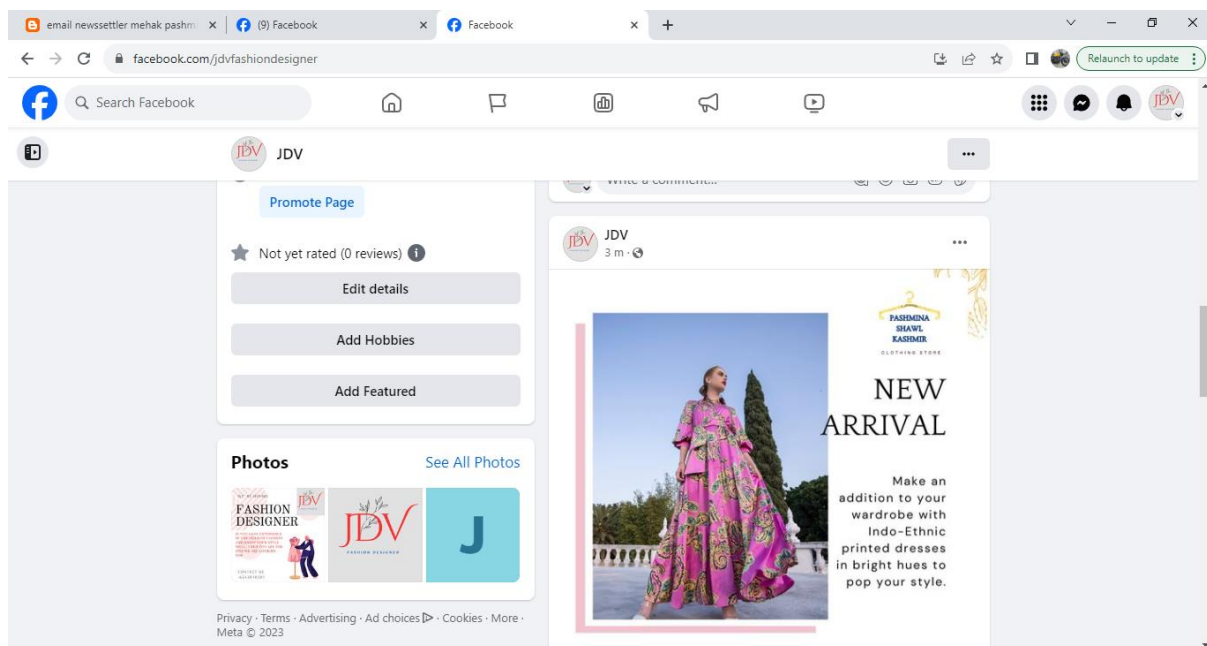 email newssettler mehak pashm
(9) Facebook
Facebook
facebook.com/jdvfashiondesigner
Relaunch to update
Search Facebook
JDV
JDV
Promote Page
Not yet rated (0 reviews)
Edit details
Add Hobbies
Add Featured
Photos
See All Photos
FASHION
DESIGNER
JDV
JDV
FASHION DESIGNER
J
Privacy · Terms · Advertising · Ad choices · Cookies · More ·
Meta © 2023
Write a comment...
JDV
JDV
3 m
PASHMINA
SHAWL
KASHMIR
CLOTHING STORE
NEW
ARRIVAL
Make an
addition to your
wardrobe with
Indo-Ethnic
printed dresses
in bright hues to
pop your style.